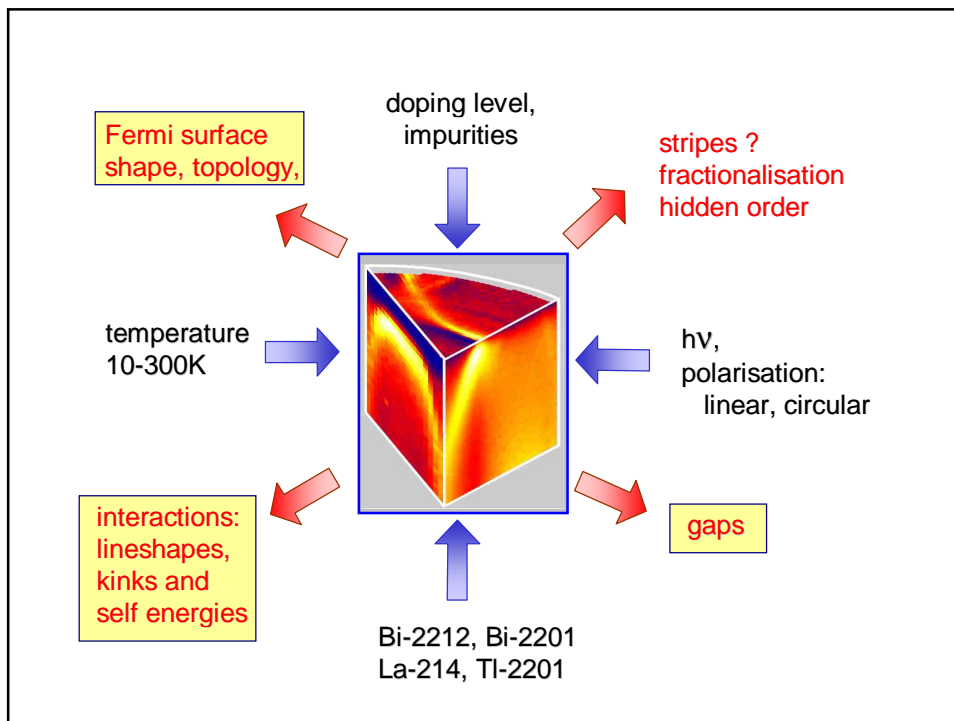 doping level,
impurities
Fermi surface
shape, topology,
stripes ?
fractionalisation
hidden order
temperature
10-300K
hν,
polarisation:
linear, circular
interactions:
lineshapes,
kinks and
self energies
gaps
Bi-2212, Bi-2201
La-214, Tl-2201